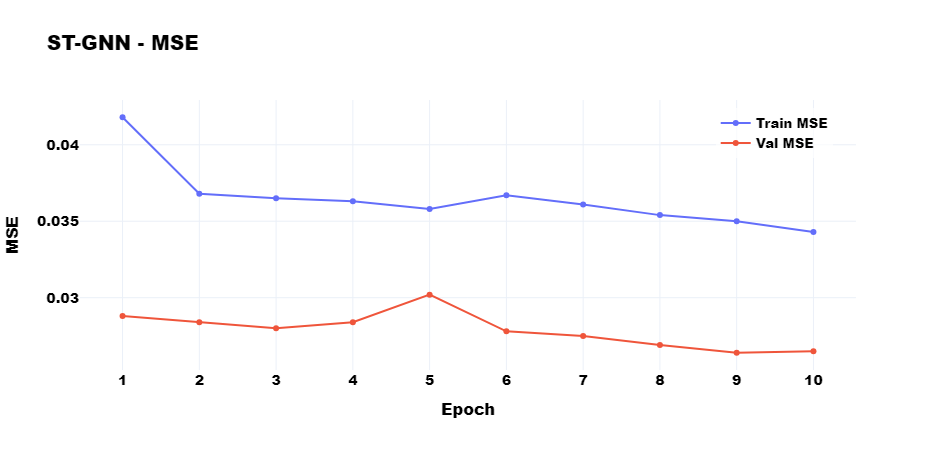 ST-GNN - MSE
Train MSE
Val MSE
0.04
0.035
0.03
MSE
1 2 3 4 5 6 7 8 9 10
Epoch